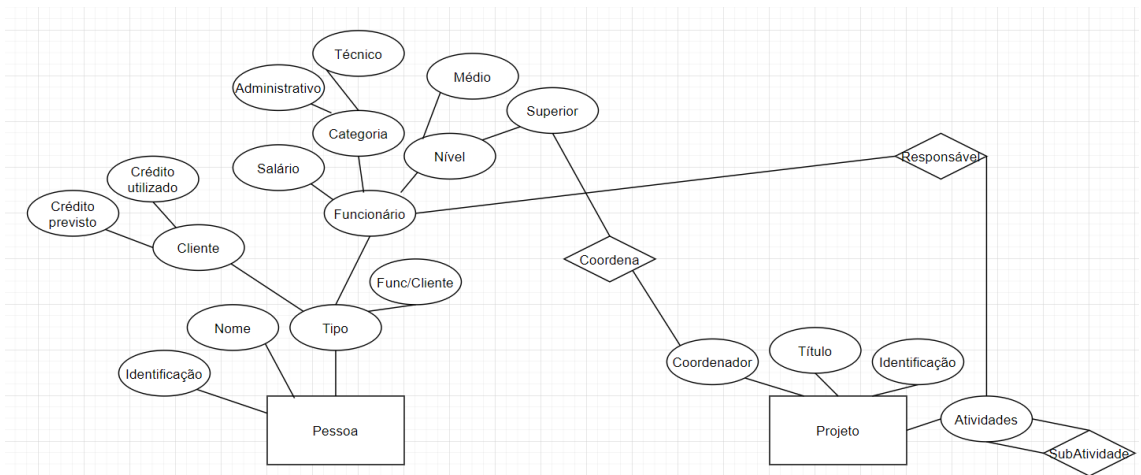 Técnico
Médio
Administrativo
Superior
Categoria
Nível
Responsável
Salário
Crédito
utilizado
Crédito
previsto
Funcionário
Cliente
Coordena
Func/Cliente
Nome
Tipo
Título
Coordenador
Identificação
Identificação
Atividades
Pessoa
Projeto
SubAtividade